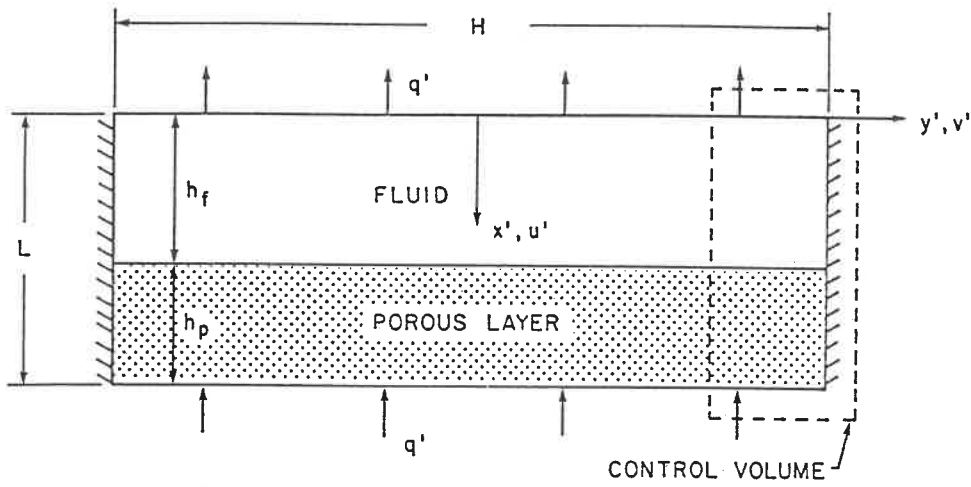 H
q'
y', v'
h_f
FLUID
x', u'
L
h_p
POROUS LAYER
q'
CONTROL VOLUME